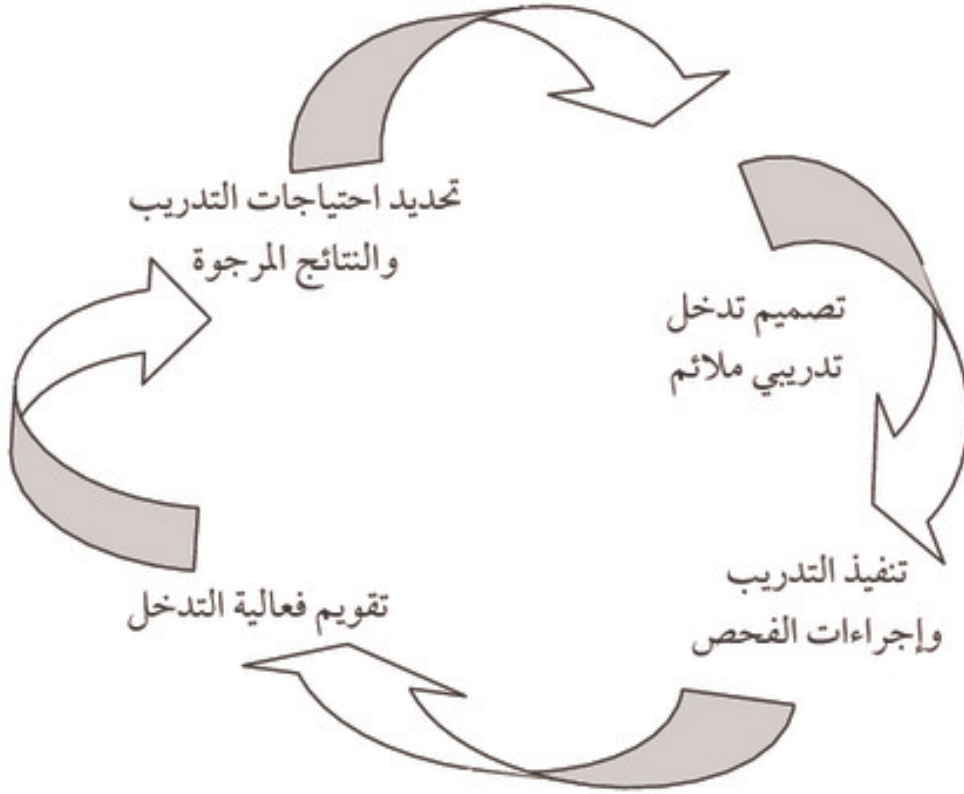 تحديد احتياجات التدريب
والنتائج المرجوة
تصميم تدخل
تدريبي ملائم
تنفيذ التدريب
وإجراءات الفحص
تقويم فعالية التدخل